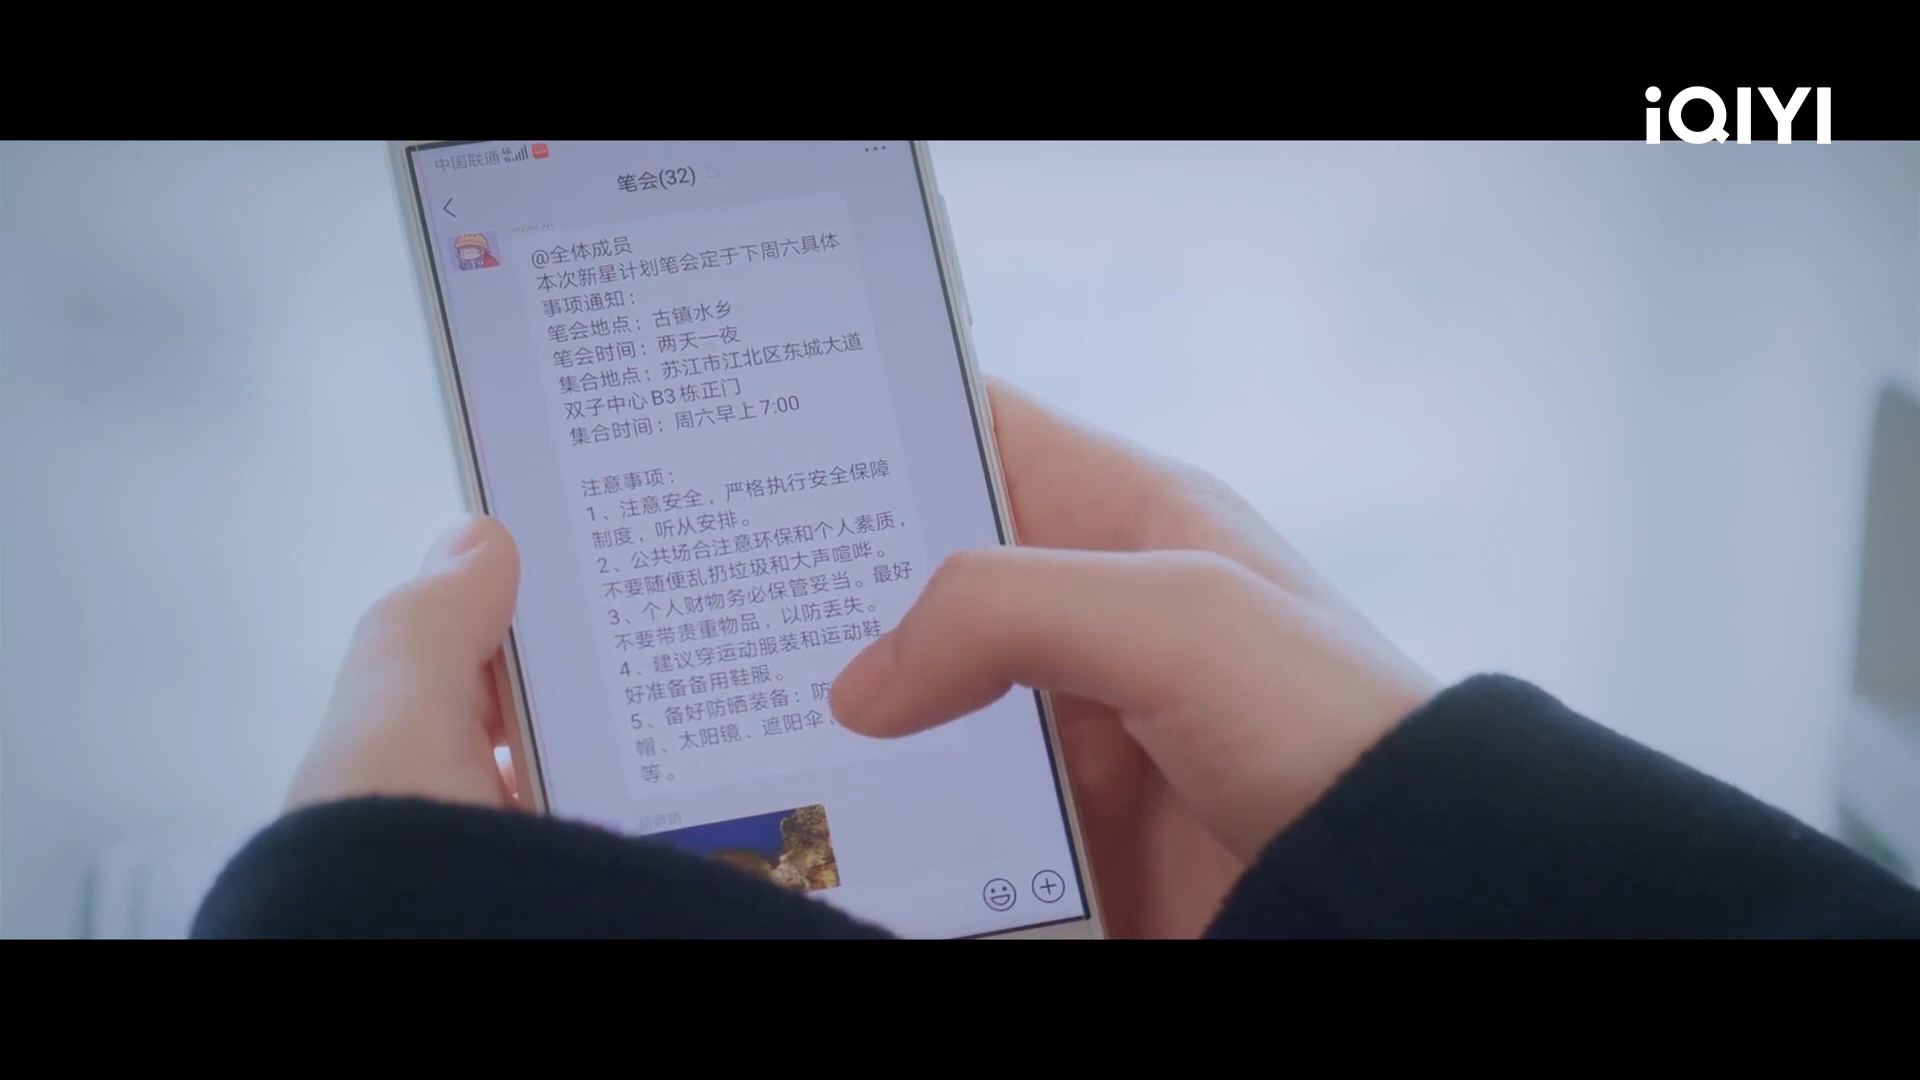 iQIYI
中国联通
笔会(32)
@全体成员
本次新星计划笔会定于下周六具体
事项通知：
笔会地点：古镇水乡
笔会时间：两天一夜
集合地点：苏江市江北区东城大道
双子中心B3栋正门
集合时间：周六早上7:00
注意事项：
1、注意安全，严格执行安全保障
制度，听从安排。
2、公共场合注意环保和个人素质，
不要随便乱扔垃圾和大声喧哗。
3、个人财物务必保管妥当。最好
不要带贵重物品，以防丢失。
4、建议穿运动服装和运动鞋
好准备备用鞋服。
5、备好防晒装备：防
帽、太阳镜、遮阳伞、
等。